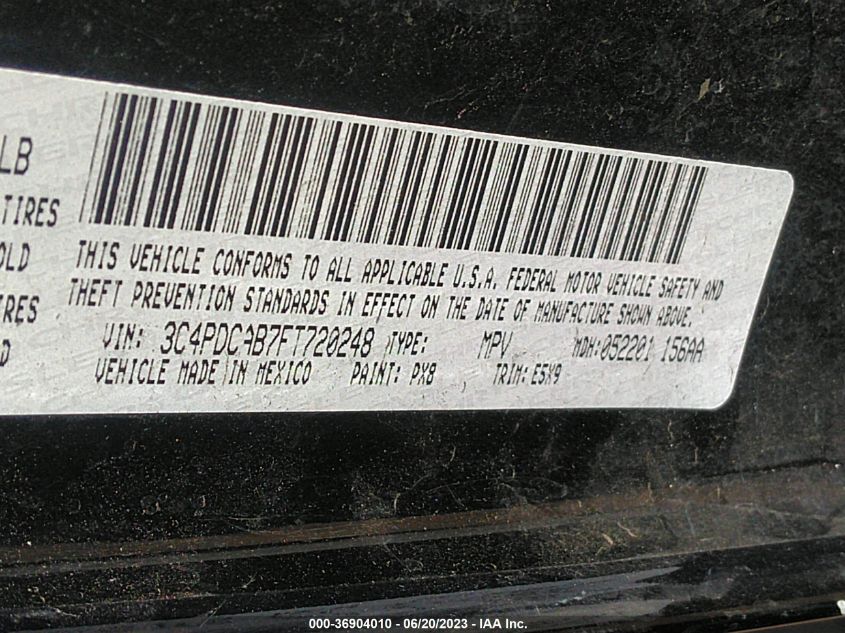 LB
TIRES
OLD
IRES
D
THIS VEHICLE CONFORMS TO ALL APPLICABLE U.S.A. FEDERAL MOTOR VEHICLE SAFETY AND
THEFT PREVENTION STANDARDS IN EFFECT ON THE DATE OF MANUFACTURE SHOWN ABOVE.
VIN: 3C4PDCAB7FT720248 TYPE: MPV MDH:052201 156AA
VEHICLE MADE IN MEXICO PAINT: PX8 TRIM: E5X9
000-36904010 - 06/20/2023 - IAA Inc.